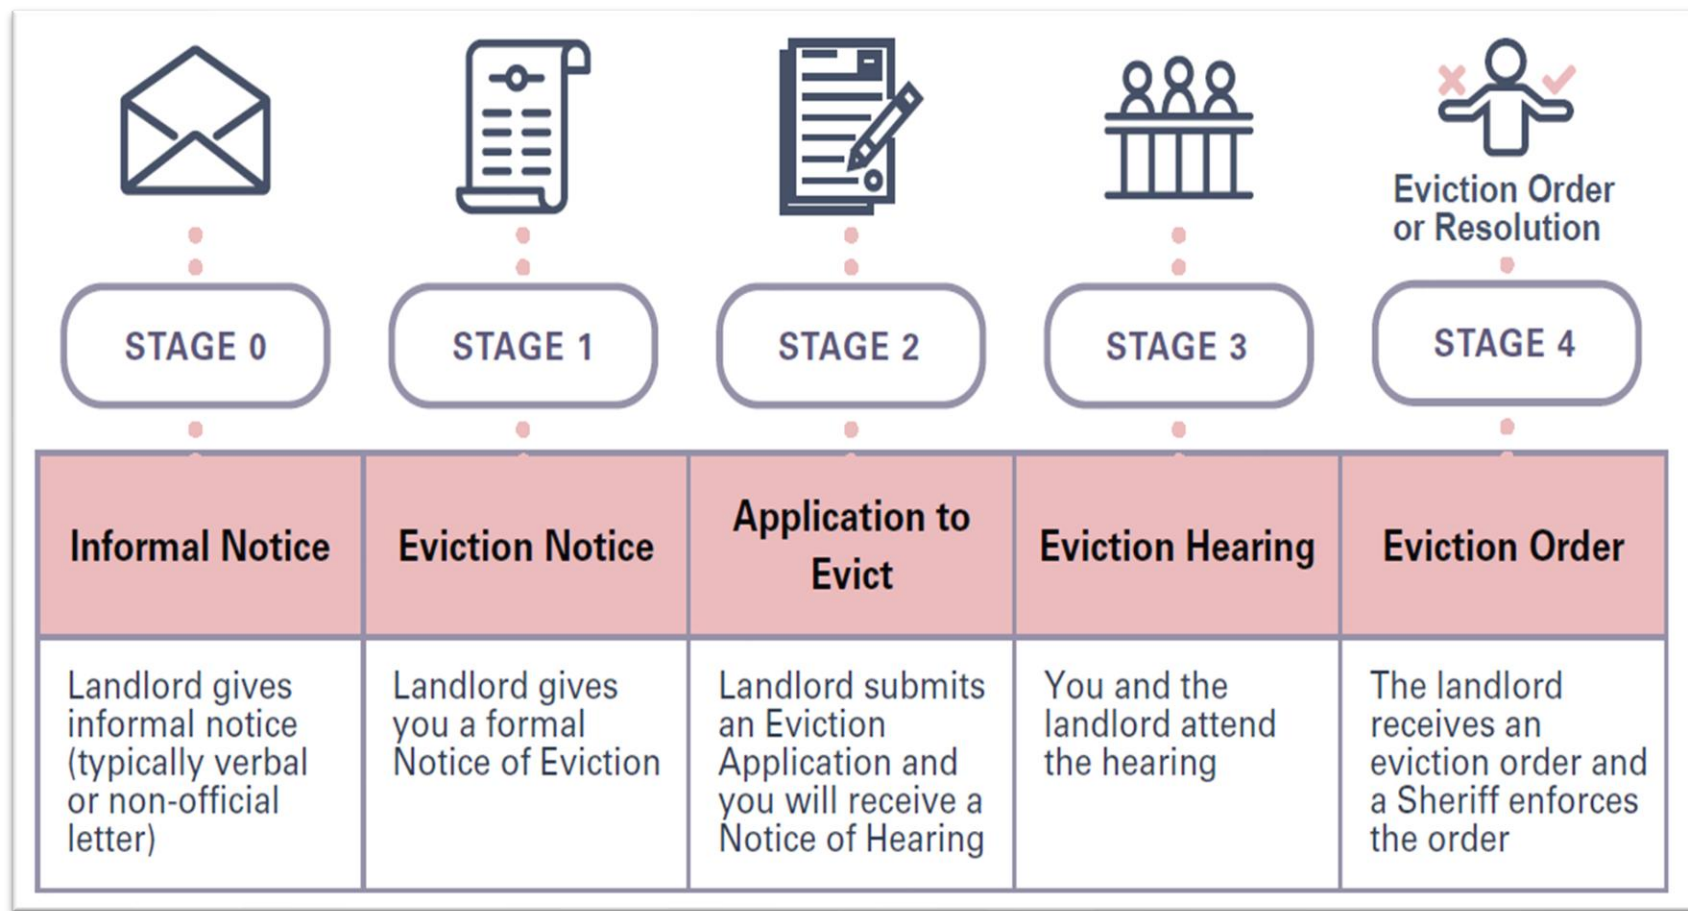 Eviction Order
or Resolution
STAGE 0
STAGE 1
STAGE 2
STAGE 3
STAGE 4
Informal Notice
Eviction Notice
Application to
Evict
Eviction Hearing
Eviction Order
Landlord gives
informal notice
(typically verbal
or non-official
letter)
Landlord gives
you a formal
Notice of Eviction
Landlord submits
an Eviction
Application and
you will receive a
Notice of Hearing
You and the
landlord attend
the hearing
The landlord
receives an
eviction order and
a Sheriff enforces
the order